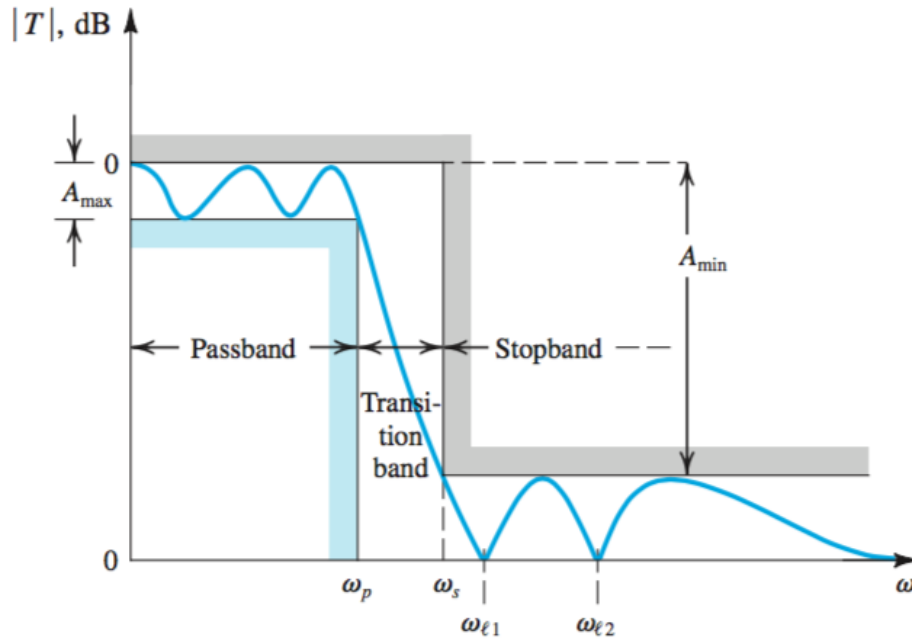 |T|, dB
0
A_max
A_min
Passband
Stopband
Transi-
tion
band
0
ω_p
ω_s
ω
ω_ℓ1
ω_ℓ2